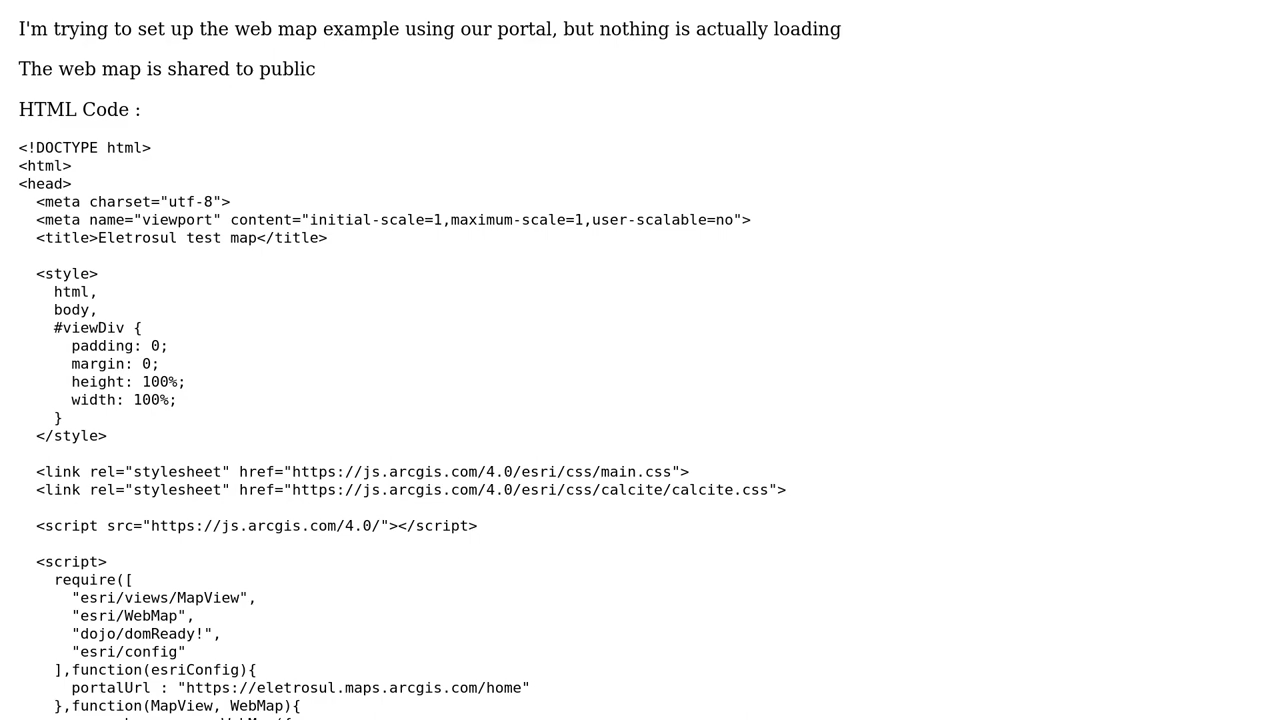 I'm trying to set up the web map example using our portal, but nothing is actually loading
The web map is shared to public
HTML Code :
<!DOCTYPE html>
<html>
<head>
  <meta charset="utf-8">
  <meta name="viewport" content="initial-scale=1,maximum-scale=1,user-scalable=no">
  <title>Eletrosul test map</title>
  <style>
    html,
    body,
    #viewDiv {
      padding: 0;
      margin: 0;
      height: 100%;
      width: 100%;
    }
  </style>
  <link rel="stylesheet" href="https://js.arcgis.com/4.0/esri/css/main.css">
  <link rel="stylesheet" href="https://js.arcgis.com/4.0/esri/css/calcite/calcite.css">
  <script src="https://js.arcgis.com/4.0/"></script>
  <script>
    require([
      "esri/views/MapView",
      "esri/WebMap",
      "dojo/domReady!",
      "esri/config"
    ],function(esriConfig){
      portalUrl : "https://eletrosul.maps.arcgis.com/home"
    },function(MapView, WebMap){